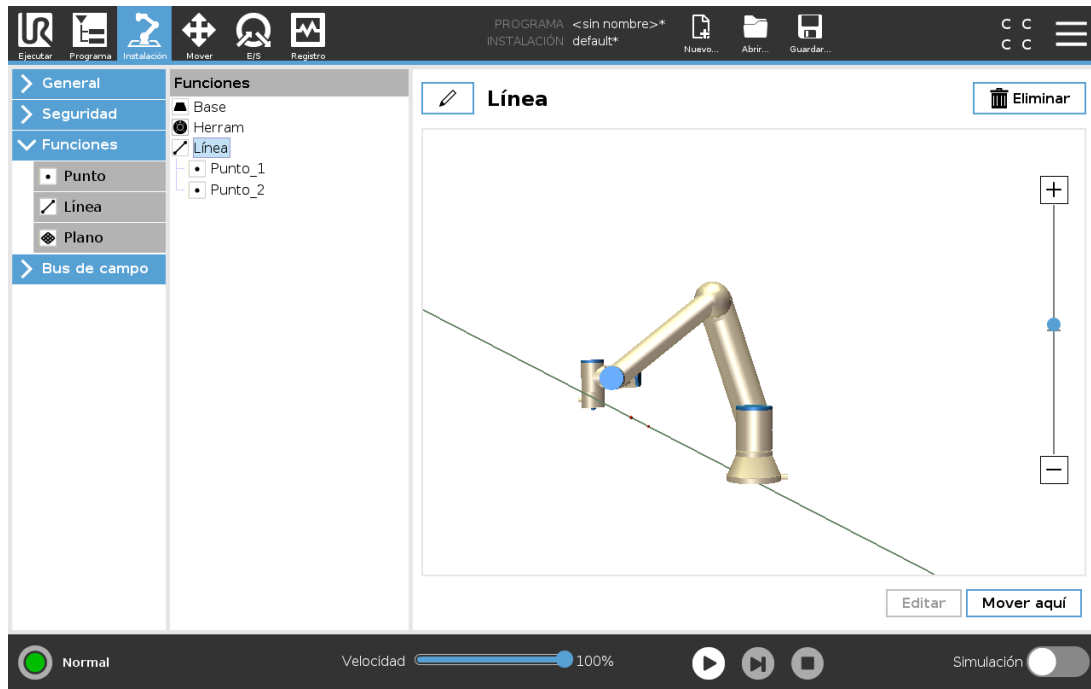 PROGRAMA <sin nombre>*
INSTALACIÓN default*
Ejecutar Programa Instalación Mover E/S Registro
Nuevo... Abrir... Guardar...
C C
C C
General
Seguridad
Funciones
Punto
Línea
Plano
Bus de campo
Funciones
Base
Herram
Línea
Punto_1
Punto_2
Línea
Eliminar
Editar
Mover aquí
Normal
Velocidad
100%
Simulación